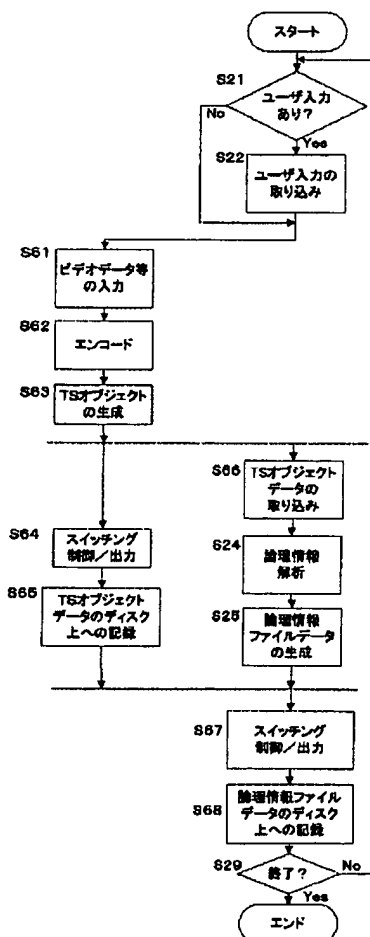 スタート
S21
ユーザ入力
あり?
No
Yes
S22
ユーザ入力の
取り込み
S61
ビデオデータ等
の入力
S62
エンコード
S63
TSオブジェクト
の生成
S66
TSオブジェクト
データの
取り込み
S64
スイッチング
制御/出力
S24
論理情報
解析
S65
TSオブジェクト
データのディスク
上への記録
S25
論理情報
ファイルデータ
の生成
S67
スイッチング
制御/出力
S68
論理情報ファイル
データのディスク
上への記録
S29
終了?
No
Yes
エンド